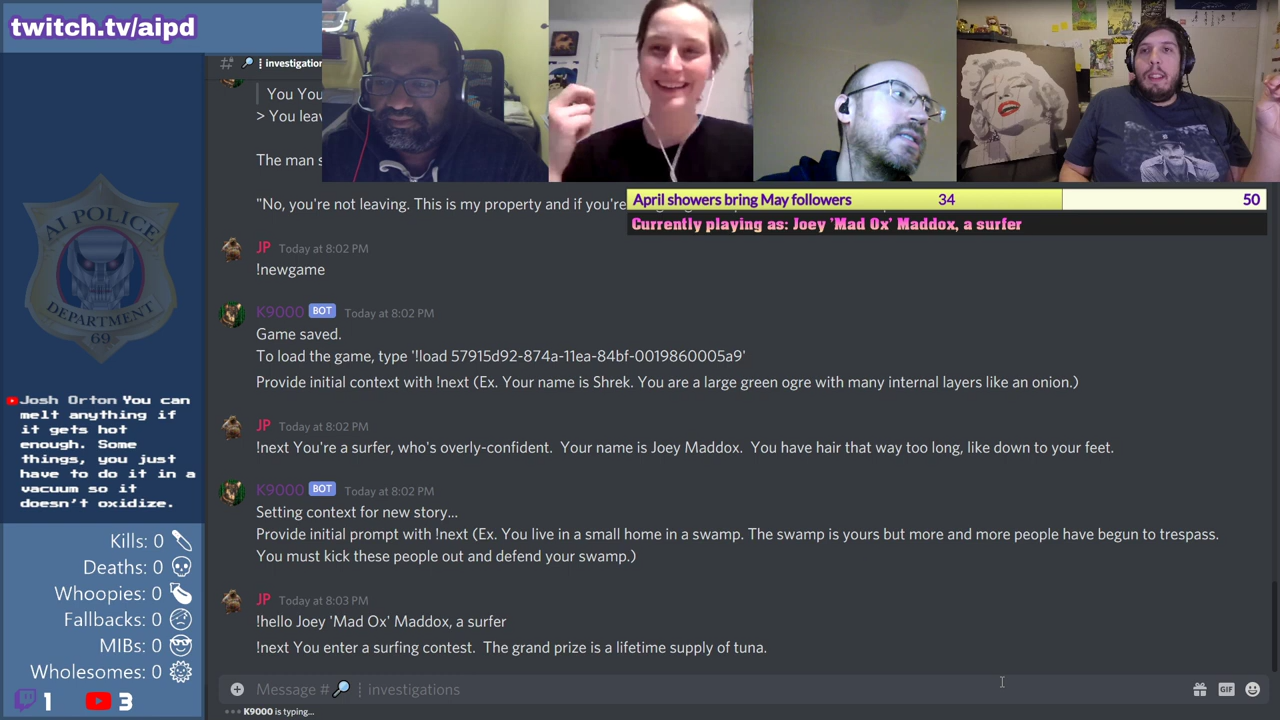 twitch.tv/aipd
# 🔎 ⁞ investigation
You You
> You leav
The man s
"No, you're not leaving. This is my property and if you're
April showers bring May followers 34 50
Currently playing as: Joey 'Mad Ox' Maddox, a surfer
JP Today at 8:02 PM
!newgame
K9000 BOT Today at 8:02 PM
Game saved.
To load the game, type '!load 57915d92-874a-11ea-84bf-0019860005a9'
Provide initial context with !next (Ex. Your name is Shrek. You are a large green ogre with many internal layers like an onion.)
JP Today at 8:02 PM
!next You're a surfer, who's overly-confident. Your name is Joey Maddox. You have hair that way too long, like down to your feet.
K9000 BOT Today at 8:02 PM
Setting context for new story...
Provide initial prompt with !next (Ex. You live in a small home in a swamp. The swamp is yours but more and more people have begun to trespass.
You must kick these people out and defend your swamp.)
JP Today at 8:03 PM
!hello Joey 'Mad Ox' Maddox, a surfer
!next You enter a surfing contest. The grand prize is a lifetime supply of tuna.
Message # 🔎 ⁞ investigations
GIF
K9000 is typing...
AI POLICE
DEPARTMENT
69
Josh Orton You can
melt anything if
it gets hot
enough. Some
things, you just
have to do it in a
vacuum so it
doesn't oxidize.
Kills: 0
Deaths: 0
Whoopies: 0
Fallbacks: 0
MIBs: 0
Wholesomes: 0
1 3